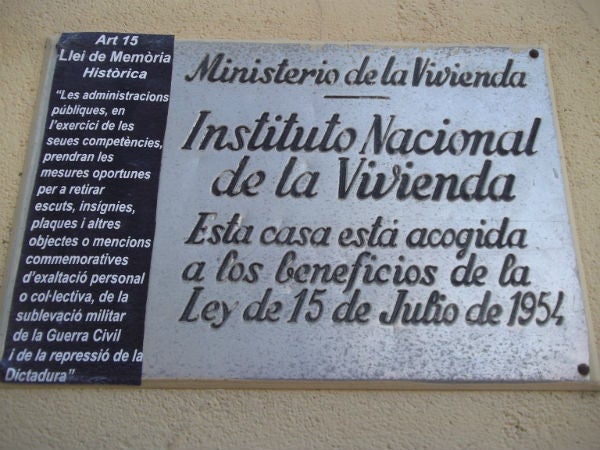 Art 15
Llei de Memòria
Històrica
"Les administracions
públiques, en
l'exercici de les
seues competències,
prendran les
mesures oportunes
per a retirar
escuts, insígnies,
plaques i altres
objectes o mencions
commemoratives
d'exaltació personal
o col·lectiva, de la
sublevació militar
de la Guerra Civil
i de la repressió de la
Dictadura"
Ministerio de la Vivienda
Instituto Nacional
de la Vivienda
Esta casa está acogida
a los beneficios de la
Ley de 15 de Julio de 1954